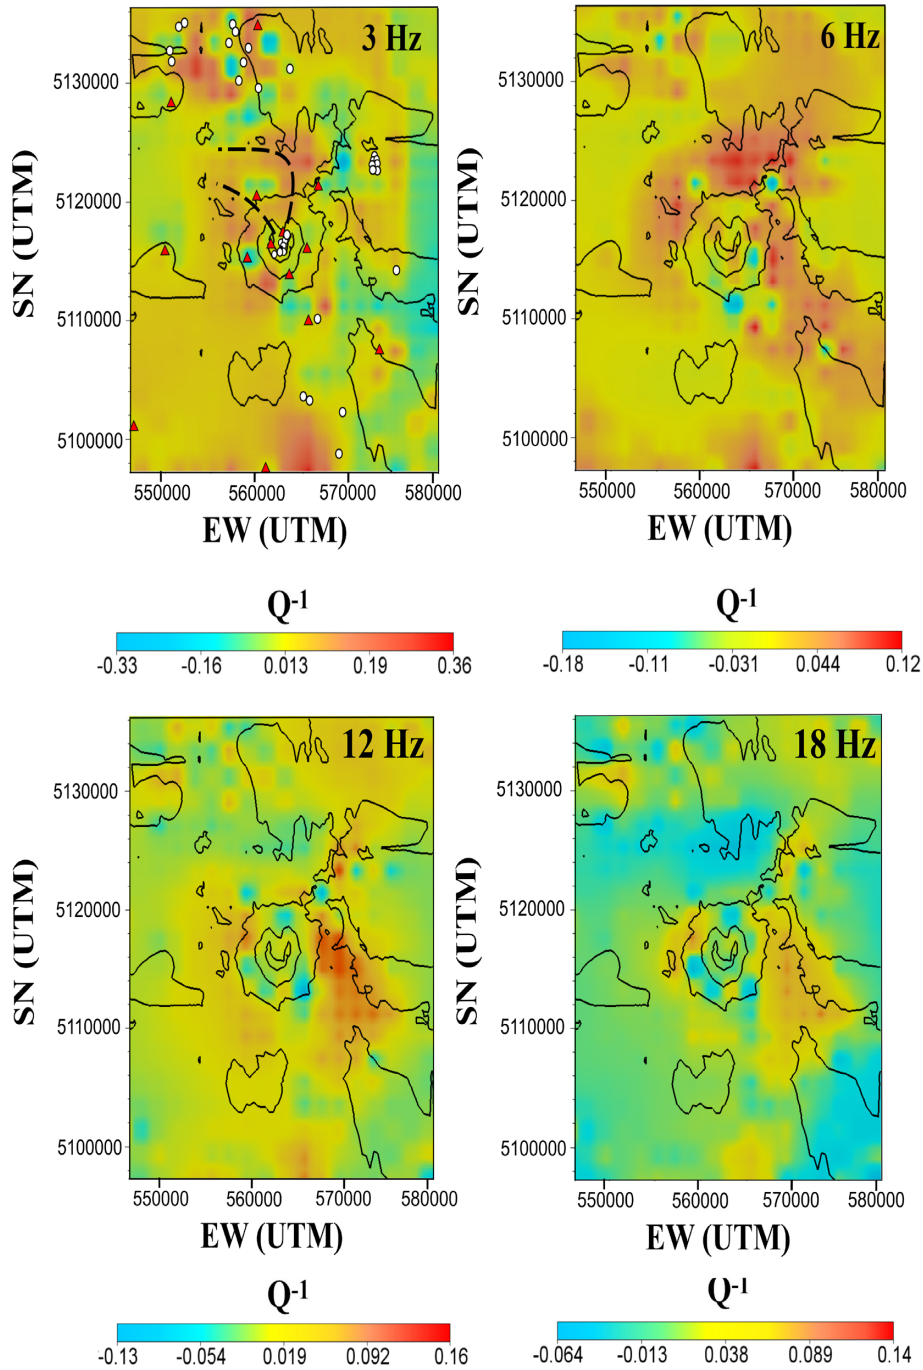 3 Hz
5130000
5120000
5110000
5100000
SN (UTM)
550000 560000 570000 580000
EW (UTM)
Q-1
-0.33 -0.16 0.013 0.19 0.36
6 Hz
5130000
5120000
5110000
5100000
SN (UTM)
550000 560000 570000 580000
EW (UTM)
Q-1
-0.18 -0.11 -0.031 0.044 0.12
12 Hz
5130000
5120000
5110000
5100000
SN (UTM)
550000 560000 570000 580000
EW (UTM)
Q-1
-0.13 -0.054 0.019 0.092 0.16
18 Hz
5130000
5120000
5110000
5100000
SN (UTM)
550000 560000 570000 580000
EW (UTM)
Q-1
-0.064 -0.013 0.038 0.089 0.14